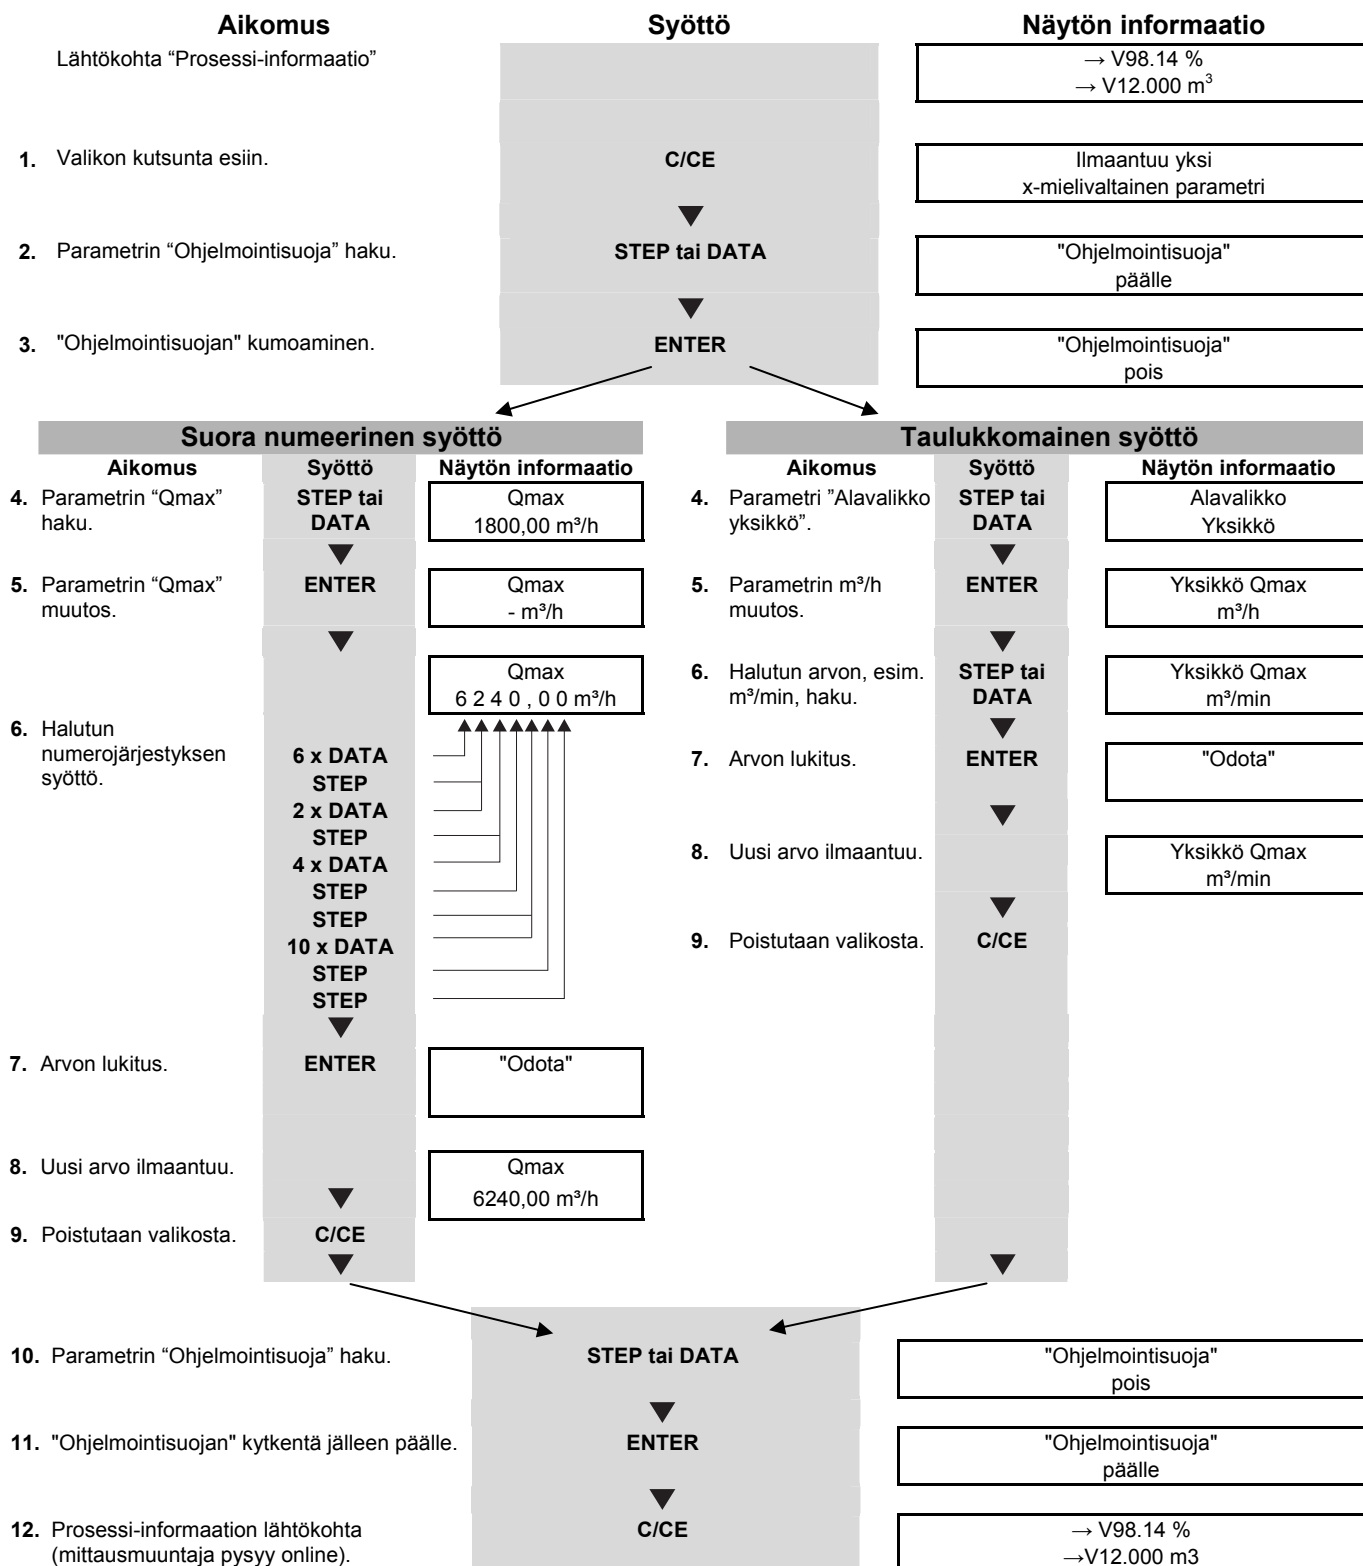 Aikomus Syöttö Näytön informaatio
Lähtökohta “Prosessi-informaatio”
→ V98.14 %
→ V12.000 m³
1. Valikon kutsunta esiin. C/CE
Ilmaantuu yksi
x-mielivaltainen parametri
2. Parametrin “Ohjelmointisuoja” haku. STEP tai DATA
"Ohjelmointisuoja"
päälle
3. "Ohjelmointisuojan" kumoaminen. ENTER
"Ohjelmointisuoja"
pois
Suora numeerinen syöttö
Aikomus Syöttö Näytön informaatio
4. Parametrin “Qmax”
haku.
STEP tai
DATA
Qmax
1800,00 m³/h
5. Parametrin “Qmax”
muutos.
ENTER
Qmax
- m³/h
Qmax
6 2 4 0 , 0 0 m³/h
6. Halutun
numerojärjestyksen
syöttö.
6 x DATA
STEP
2 x DATA
STEP
4 x DATA
STEP
STEP
10 x DATA
STEP
STEP
7. Arvon lukitus. ENTER "Odota"
8. Uusi arvo ilmaantuu.
Qmax
6240,00 m³/h
9. Poistutaan valikosta. C/CE
Taulukkomainen syöttö
Aikomus Syöttö Näytön informaatio
4. Parametri ”Alavalikko
yksikkö”.
STEP tai
DATA
Alavalikko
Yksikkö
5. Parametrin m³/h
muutos.
ENTER
Yksikkö Qmax
m³/h
6. Halutun arvon, esim.
m³/min, haku.
STEP tai
DATA
Yksikkö Qmax
m³/min
7. Arvon lukitus. ENTER "Odota"
8. Uusi arvo ilmaantuu.
Yksikkö Qmax
m³/min
9. Poistutaan valikosta. C/CE
10. Parametrin “Ohjelmointisuoja” haku. STEP tai DATA
"Ohjelmointisuoja"
pois
11. "Ohjelmointisuojan" kytkentä jälleen päälle. ENTER
"Ohjelmointisuoja"
päälle
12. Prosessi-informaation lähtökohta
(mittausmuuntaja pysyy online).
C/CE
→ V98.14 %
→V12.000 m3